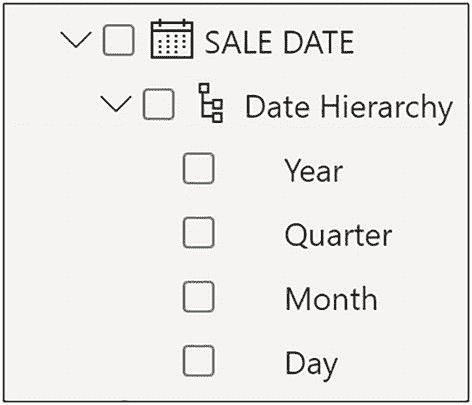 SALE DATE
Date Hierarchy
Year
Quarter
Month
Day